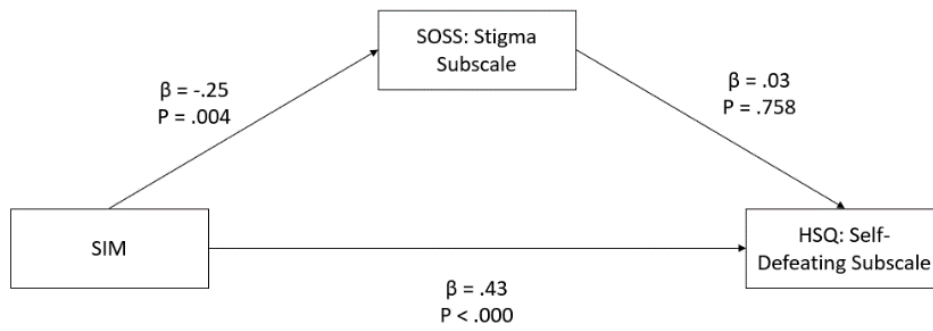 SOSS: Stigma
Subscale
β = -.25
P = .004
β = .03
P = .758
SIM
HSQ: Self-
Defeating Subscale
β = .43
P < .000